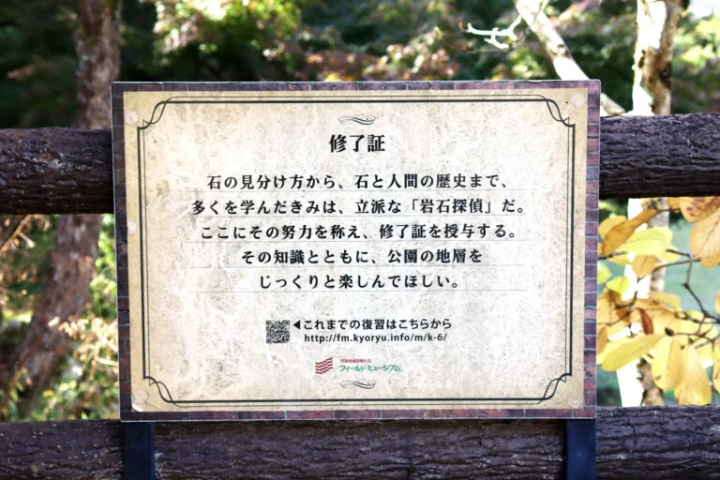 修了証
石の見分け方から、石と人間の歴史まで、
多くを学んだきみは、立派な「岩石探偵」だ。
ここにその努力を称え、修了証を授与する。
その知識とともに、公園の地層を
じっくりと楽しんでほしい。
◀これまでの復習はこちらから
http://fm.kyoryu.info/m/k-6/
フィールドミュージアム